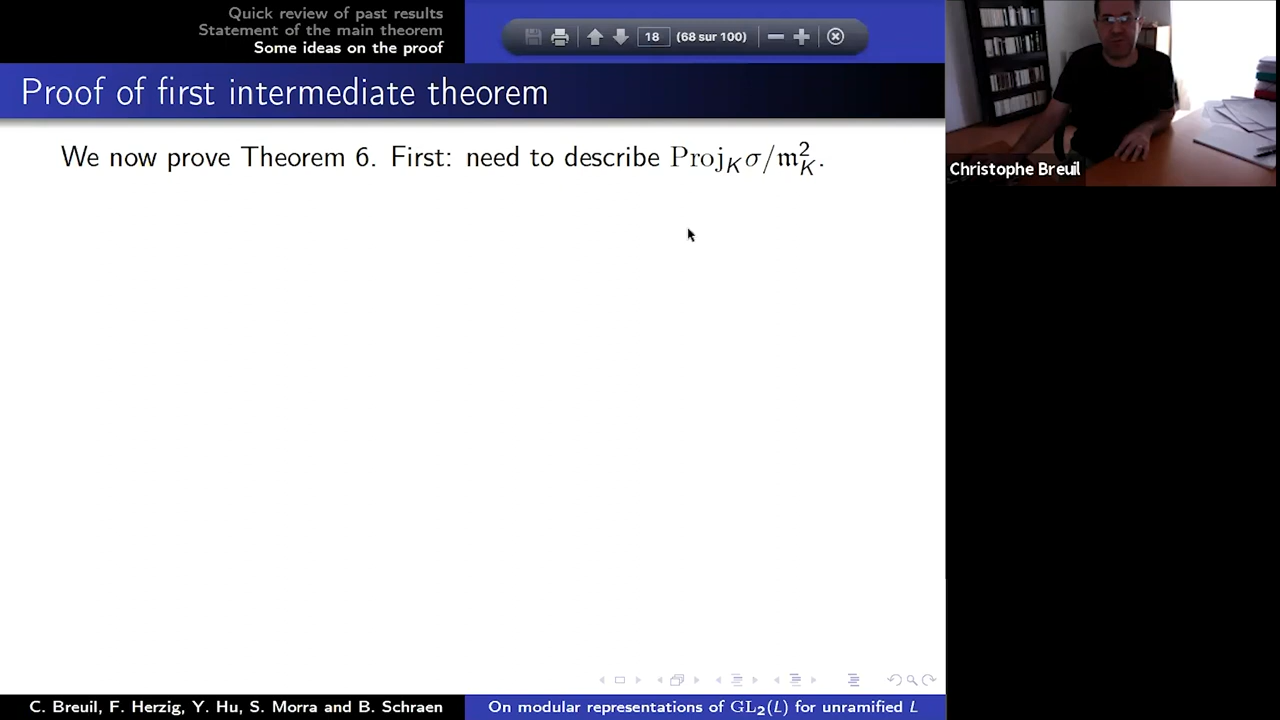 Quick review of past results
Statement of the main theorem
Some ideas on the proof
18 (68 sur 100)
Proof of first intermediate theorem
We now prove Theorem 6. First: need to describe Proj_K σ/𝔪_K^2.
Christophe Breuil
C. Breuil, F. Herzig, Y. Hu, S. Morra and B. Schraen
On modular representations of GL₂(L) for unramified L